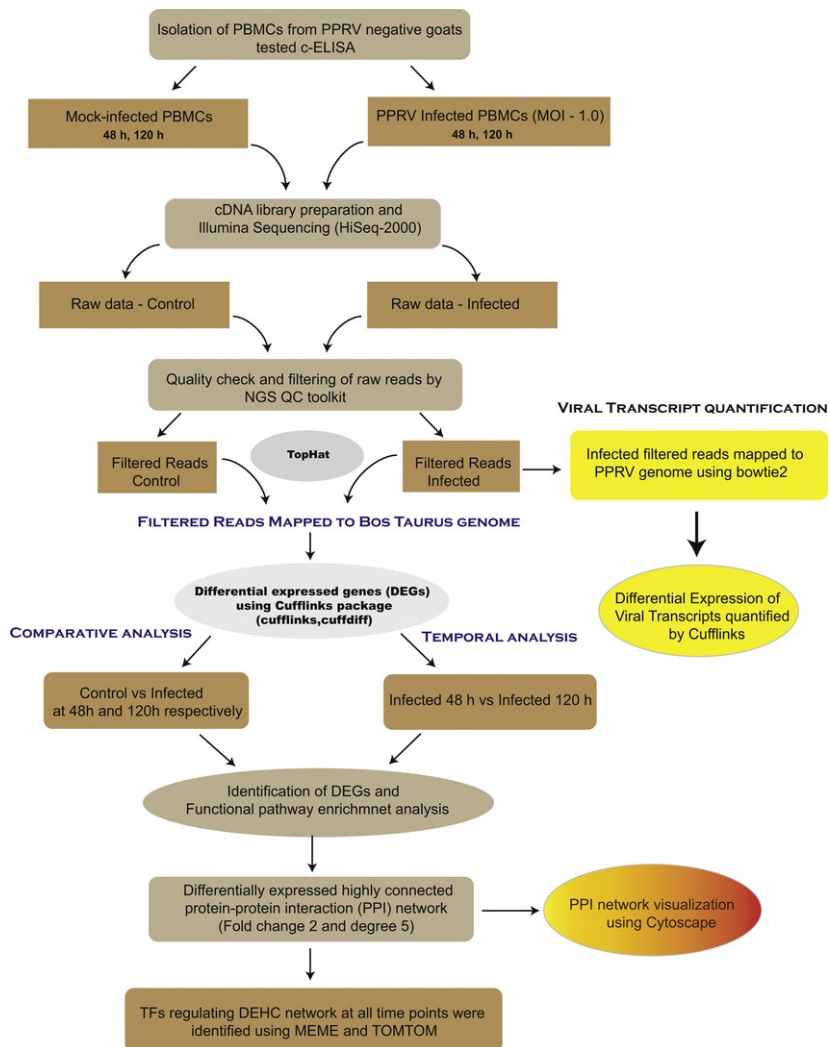 Isolation of PBMCs from PPRV negative goats
tested c-ELISA
Mock-infected PBMCs
48 h, 120 h
PPRV Infected PBMCs (MOI - 1.0)
48 h, 120 h
cDNA library preparation and
Illumina Sequencing (HiSeq-2000)
Raw data - Control
Raw data - Infected
Quality check and filtering of raw reads by
NGS QC toolkit
VIRAL TRANSCRIPT QUANTIFICATION
Filtered Reads
Control
TopHat
Filtered Reads
Infected
Infected filtered reads mapped to
PPRV genome using bowtie2
FILTERED READS MAPPED TO BOS TAURUS GENOME
Differential expressed genes (DEGs)
using Cufflinks package
(cufflinks,cuffdiff)
Differential Expression of
Viral Transcripts quantified
by Cufflinks
COMPARATIVE ANALYSIS
TEMPORAL ANALYSIS
Control vs Infected
at 48h and 120h respectively
Infected 48 h vs Infected 120 h
Identification of DEGs and
Functional pathway enrichmnet analysis
Differentially expressed highly connected
protein-protein interaction (PPI) network
(Fold change 2 and degree 5)
PPI network visualization
using Cytoscape
TFs regulating DEHC network at all time points were
identified using MEME and TOMTOM